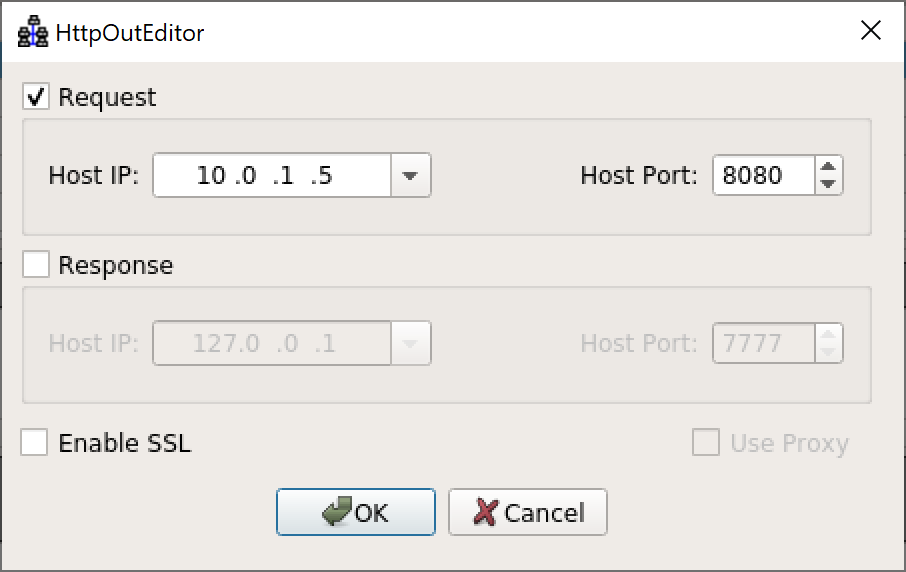 HttpOutEditor
Request
Host IP: 10 .0 .1 .5 Host Port: 8080
Response
Host IP: 127.0 .0 .1 Host Port: 7777
Enable SSL Use Proxy
OK Cancel